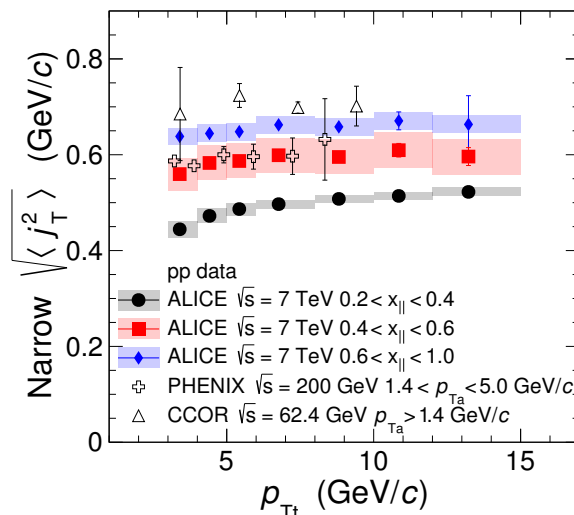 Narrow √⟨ j_T^2 ⟩ (GeV/c)
0.8
0.6
0.4
0.2
0
pp data
ALICE √s = 7 TeV 0.2< x_|| < 0.4
ALICE √s = 7 TeV 0.4< x_|| < 0.6
ALICE √s = 7 TeV 0.6< x_|| < 1.0
PHENIX √s = 200 GeV 1.4 < p_Ta < 5.0 GeV/c
CCOR √s = 62.4 GeV p_Ta > 1.4 GeV/c
5 10 15
p_Tt (GeV/c)